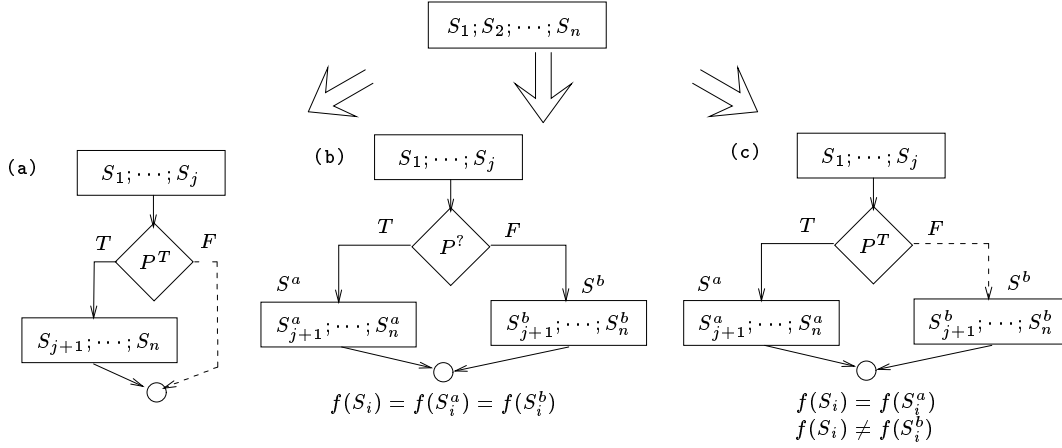 S_1; S_2; ⋯; S_n
(a)
S_1; ⋯; S_j
T
P^T
F
S_{j+1}; ⋯; S_n
(b)
S_1; ⋯; S_j
T
P^?
F
S^a
S^b
S^a_{j+1}; ⋯; S^a_n
S^b_{j+1}; ⋯; S^b_n
f(S_i) = f(S^a_i) = f(S^b_i)
(c)
S_1; ⋯; S_j
T
P^T
F
S^a
S^b
S^a_{j+1}; ⋯; S^a_n
S^b_{j+1}; ⋯; S^b_n
f(S_i) = f(S^a_i)
f(S_i) ≠ f(S^b_i)